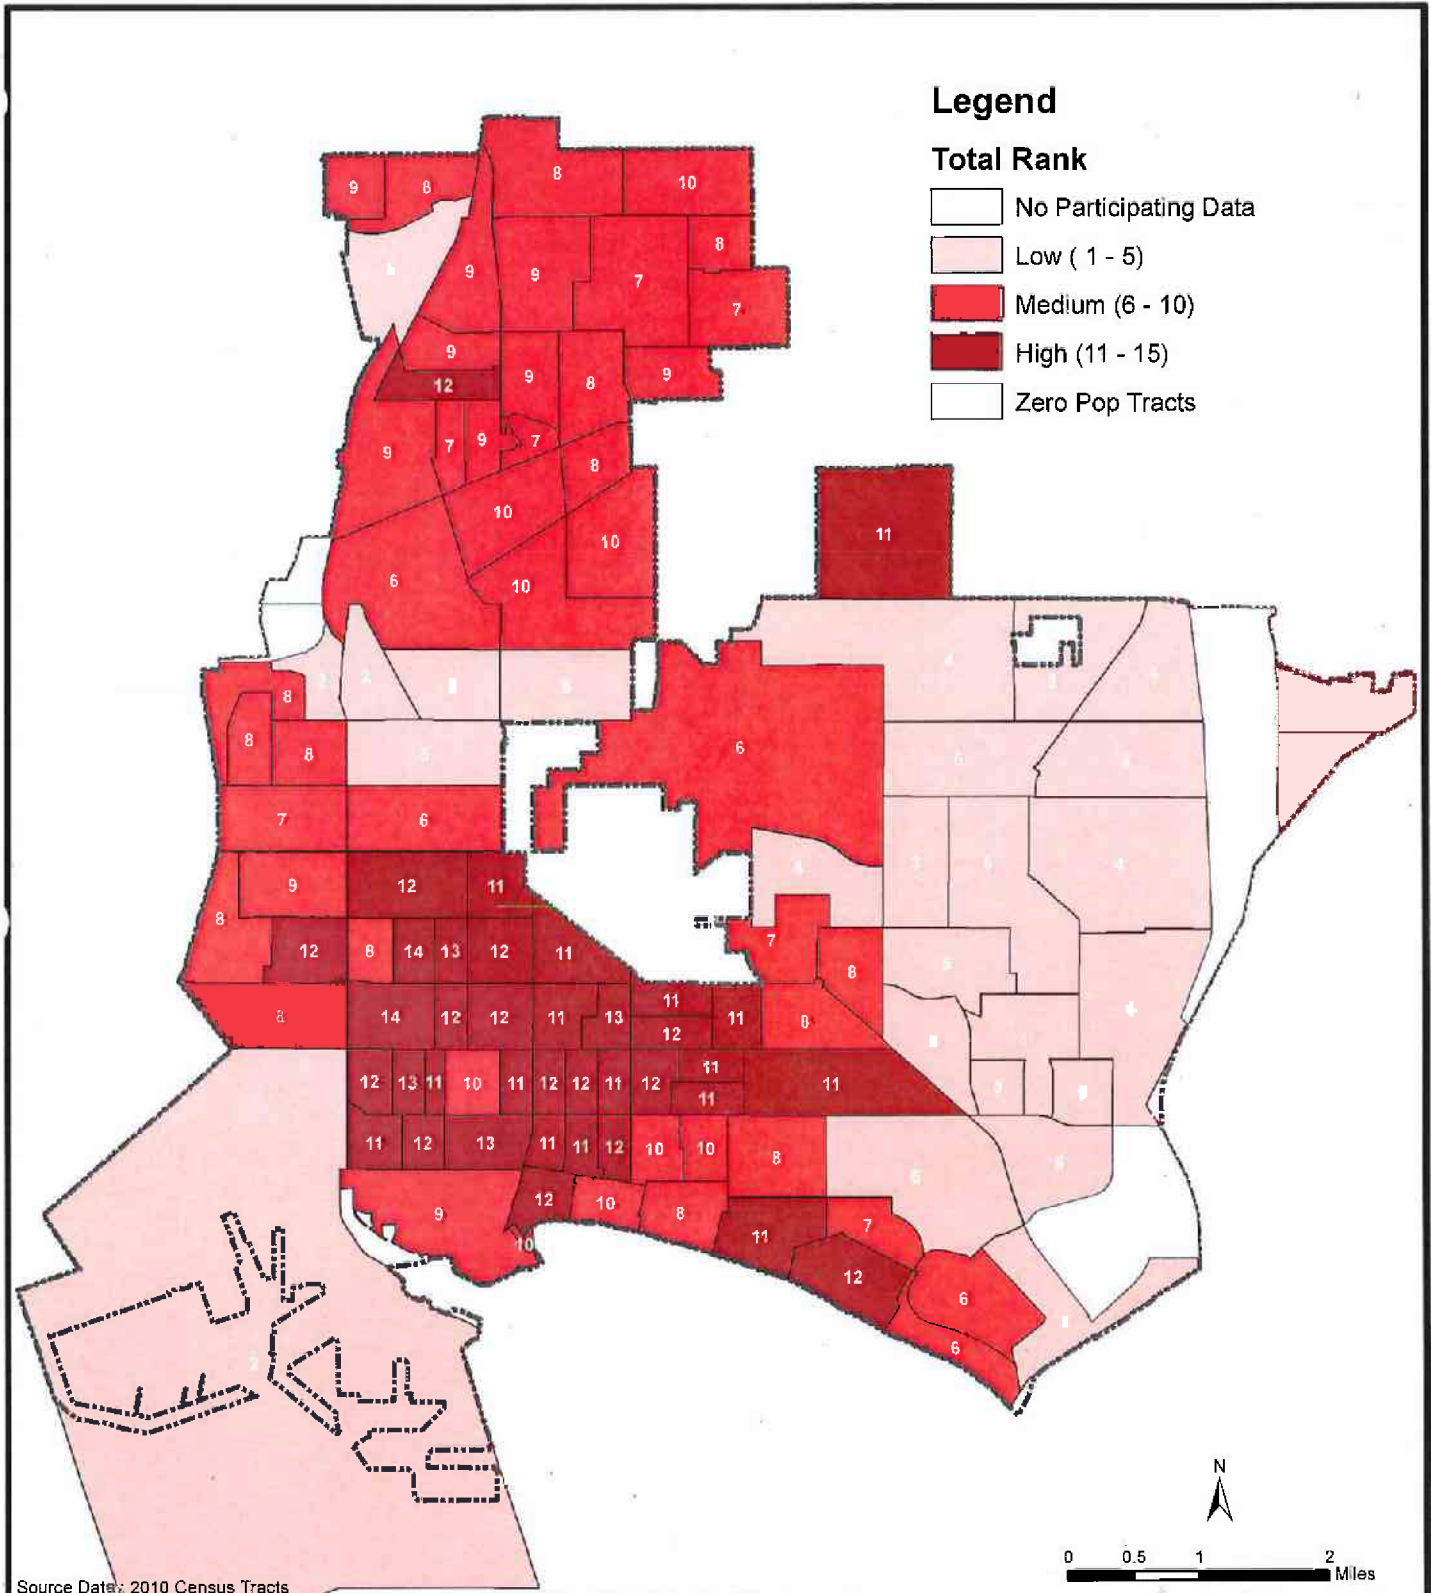 Legend
Total Rank
No Participating Data
Low ( 1 - 5)
Medium (6 - 10)
High (11 - 15)
Zero Pop Tracts
8
9 8 10
8
9 9 7
7
9
9 8 9
12
9 7 9 7
8
10
11
10
6 10
4
2
8
8 8
6
7 6
9 12 11
8
12 8 14 13 12 11
7
8
8 14 12 12 11 13 11 11 8
12
12 13 11 10 11 12 12 11 12 11 11
11
11 12 13 11 11 12 10 10 8
12 10 8
9 7
10 11
12
6
6
2
N
0 0.5 1 2
Miles
Source Data: 2010 Census Tracts